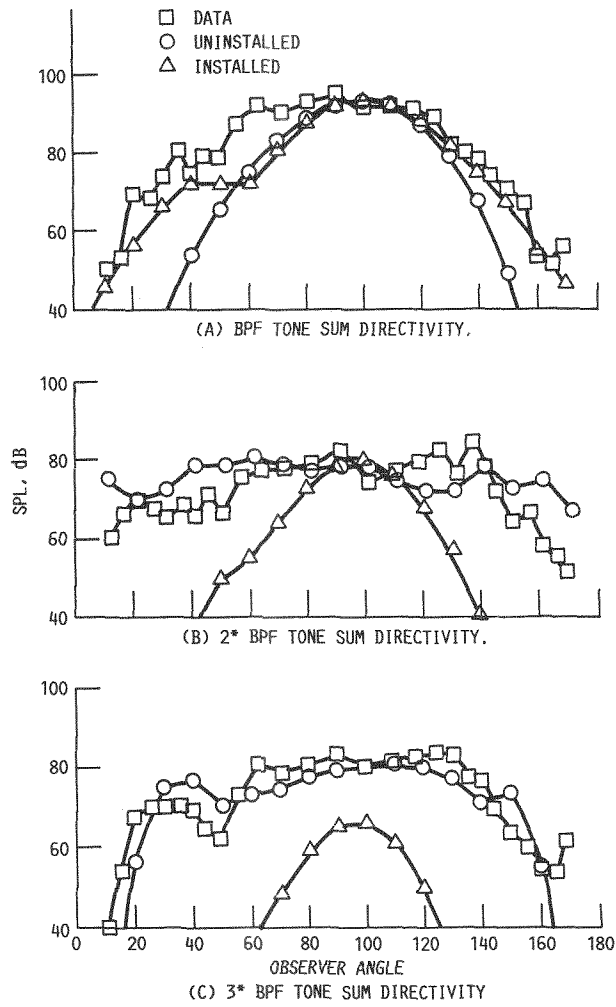 DATA
UNINSTALLED
INSTALLED
100
80
60
40
(A) BPF TONE SUM DIRECTIVITY.
100
80
60
40
SPL, dB
(B) 2* BPF TONE SUM DIRECTIVITY.
100
80
60
40
0 20 40 60 80 100 120 140 160 180
OBSERVER ANGLE
(C) 3* BPF TONE SUM DIRECTIVITY